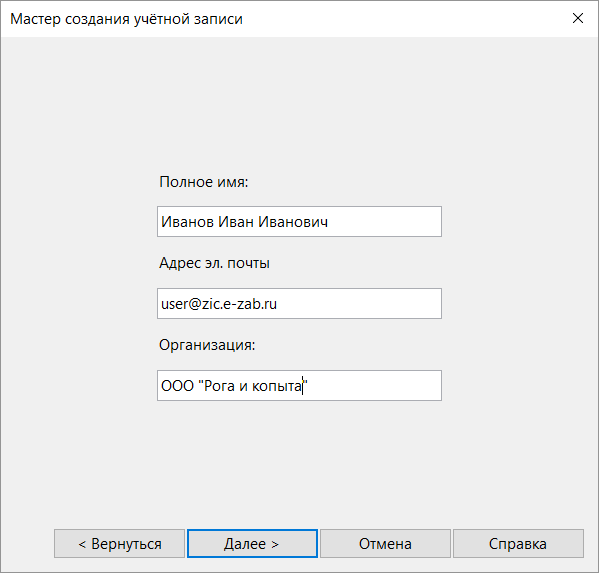 Мастер создания учётной записи
Полное имя:
Иванов Иван Иванович
Адрес эл. почты
user@zic.e-zab.ru
Организация:
ООО "Рога и копыта"
< Вернуться
Далее >
Отмена
Справка